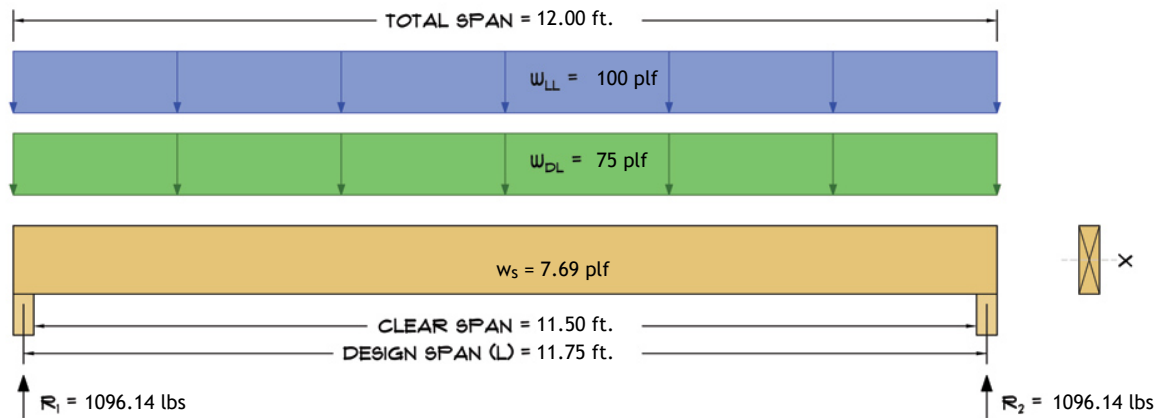 TOTAL SPAN = 12.00 ft.
WLL = 100 plf
WDL = 75 plf
ws = 7.69 plf
X
CLEAR SPAN = 11.50 ft.
DESIGN SPAN (L) = 11.75 ft.
R1 = 1096.14 lbs
R2 = 1096.14 lbs